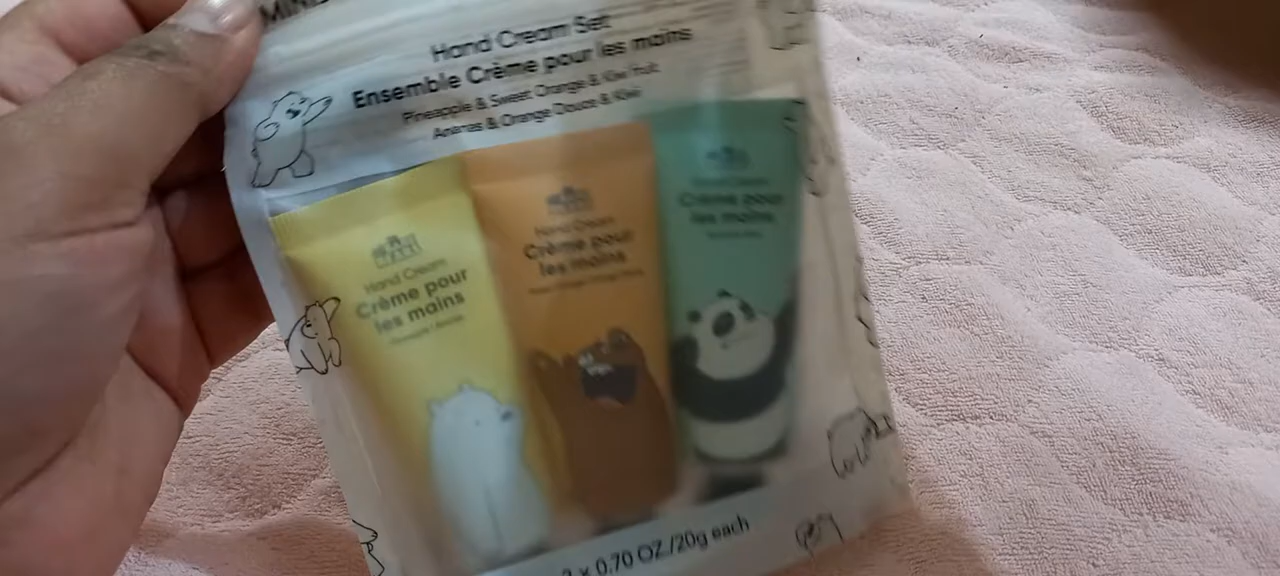 Hand Cream Set
Ensemble Crème pour les mains
Pineapple & Sweet Orange & Kiwi fruit
Ananas & Orange Douce & Kiwi
Hand Cream
Crème pour
les mains
Hand Cream
Crème pour
les mains
Hand Cream
Crème pour
les mains
x 0.70 OZ./20g each